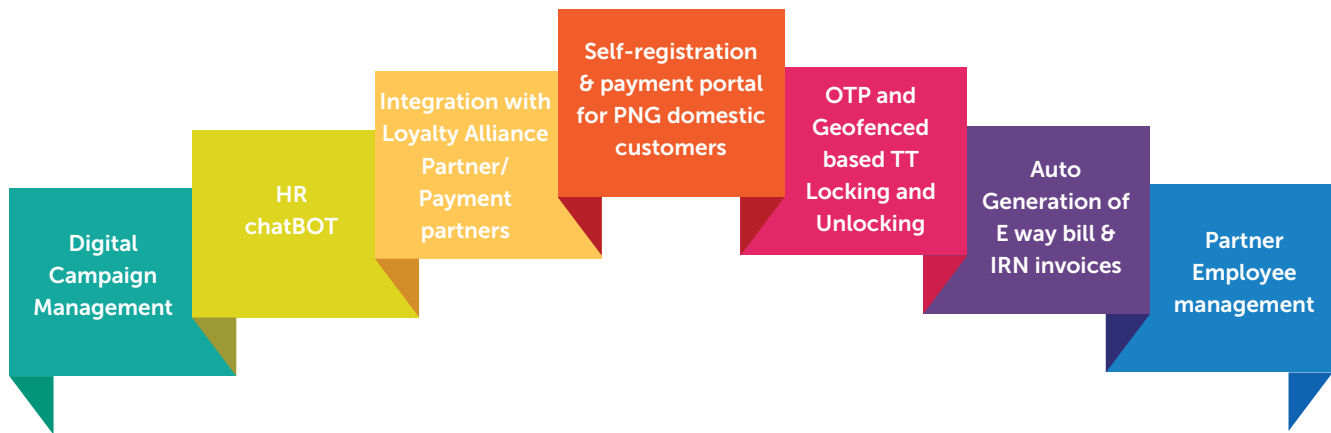 Digital
Campaign
Management
HR
chatBOT
Integration with
Loyalty Alliance
Partner/
Payment
partners
Self-registration
& payment portal
for PNG domestic
customers
OTP and
Geofenced
based TT
Locking and
Unlocking
Auto
Generation of
E way bill &
IRN invoices
Partner
Employee
management